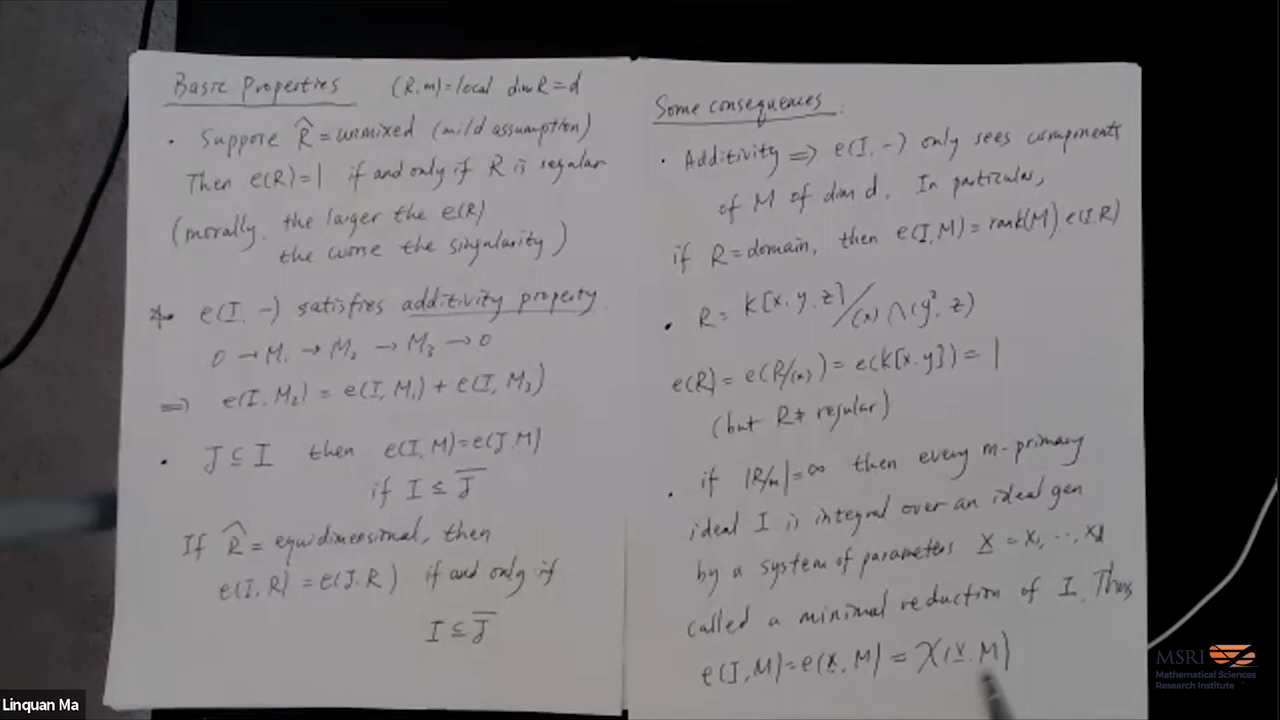 Basic Properties (R,m)=local dim R=d
• Suppose R̂=unmixed (mild assumption)
Then e(R)=1 if and only if R is regular
(morally, the larger the e(R)
the worse the singularity)
* e(I,-) satisfies additivity property
0→M₁→M₂→M₃→0
⇒ e(I,M₂)=e(I,M₁)+e(I,M₃)
• J⊆I then e(I,M)=e(J,M)
if I⊆J̅
If R̂=equidimensional, then
e(I,R)=e(J,R) if and only if
I⊆J̅
Some consequences.
• Additivity ⇒ e(I,-) only sees components
of M of dim d. In particular,
if R=domain, then e(I,M)=rank(M) e(I,R)
• R=k[x,y,z]/(x)∩(y²,z)
e(R)=e(R/(x))=e(k[x,y])=1
(but R≠regular)
• if |R/m|=∞ then every m-primary
ideal I is integral over an ideal gen
by a system of parameters x=x₁,…,xd
called a minimal reduction of I. Thus
e(I,M)=e(x,M)=χ(x,M)
MSRI
Mathematical Sciences
Research Institute
Linquan Ma